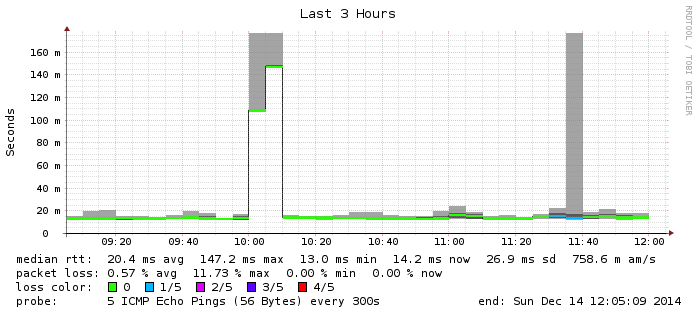 Last 3 Hours
RRDTOOL / TOBI OETIKER
Seconds
160 m
140 m
120 m
100 m
80 m
60 m
40 m
20 m
0
09:20 09:40 10:00 10:20 10:40 11:00 11:20 11:40 12:00
median rtt: 20.4 ms avg 147.2 ms max 13.0 ms min 14.2 ms now 26.9 ms sd 758.6 m am/s
packet loss: 0.57 % avg 11.73 % max 0.00 % min 0.00 % now
loss color: 0 1/5 2/5 3/5 4/5
probe: 5 ICMP Echo Pings (56 Bytes) every 300s end: Sun Dec 14 12:05:09 2014